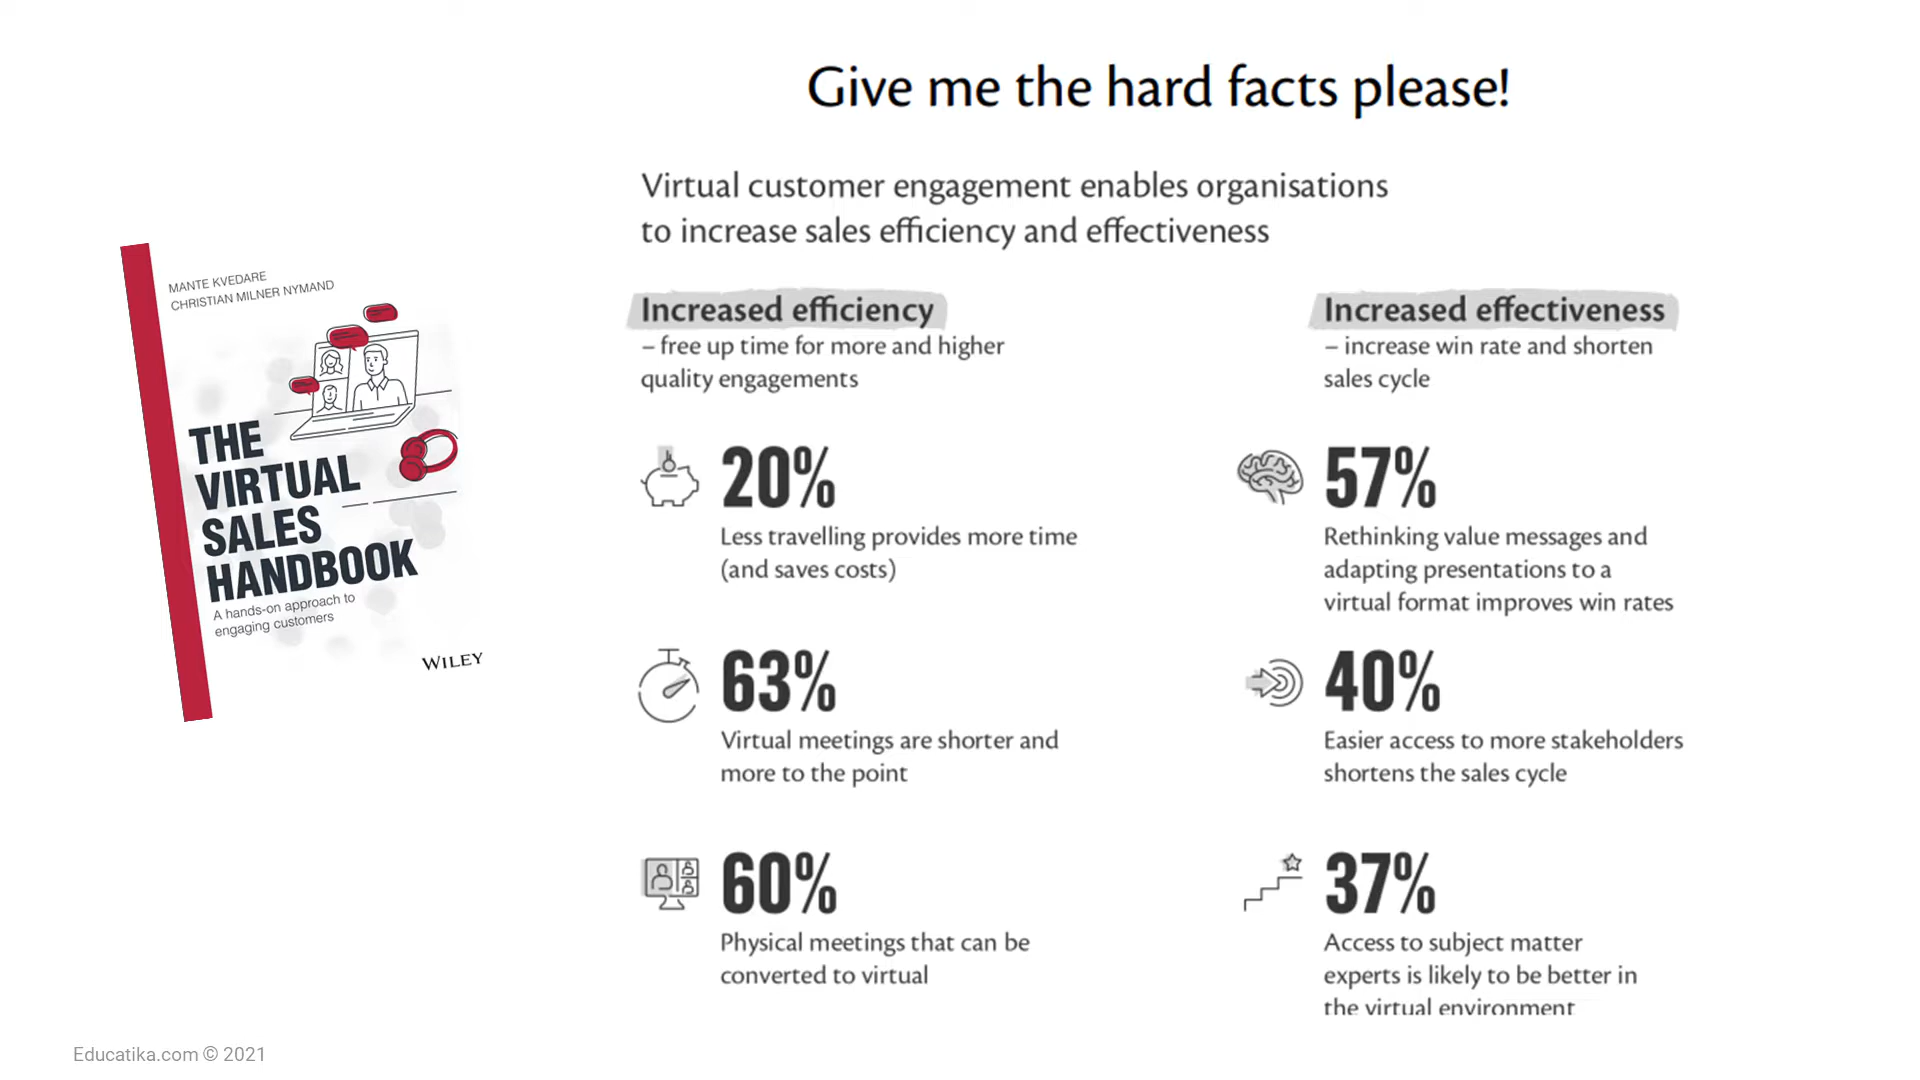 Give me the hard facts please!
Virtual customer engagement enables organisations
to increase sales efficiency and effectiveness
MANTE KVEDARE
CHRISTIAN MILNER NYMAND
THE
VIRTUAL
SALES
HANDBOOK
A hands-on approach to
engaging customers
WILEY
Increased efficiency
– free up time for more and higher
quality engagements
20%
Less travelling provides more time
(and saves costs)
63%
Virtual meetings are shorter and
more to the point
60%
Physical meetings that can be
converted to virtual
Increased effectiveness
– increase win rate and shorten
sales cycle
57%
Rethinking value messages and
adapting presentations to a
virtual format improves win rates
40%
Easier access to more stakeholders
shortens the sales cycle
37%
Access to subject matter
experts is likely to be better in
the virtual environment
Educatika.com © 2021